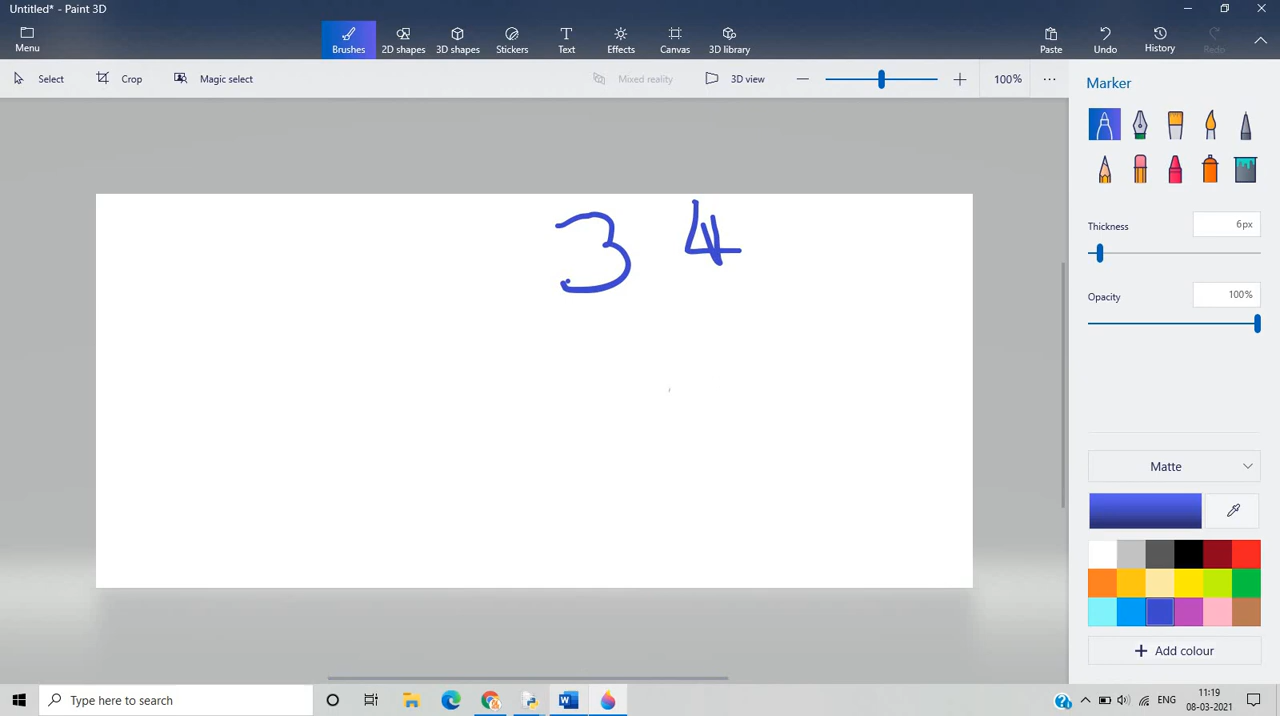 Untitled* - Paint 3D
Menu
Brushes
2D shapes
3D shapes
Stickers
Text
Effects
Canvas
3D library
Paste
Undo
History
Redo
Select
Crop
Magic select
Mixed reality
3D view
100%
Marker
Thickness
6px
Opacity
100%
3 4
Matte
Add colour
Type here to search
ENG
11:19
08-03-2021